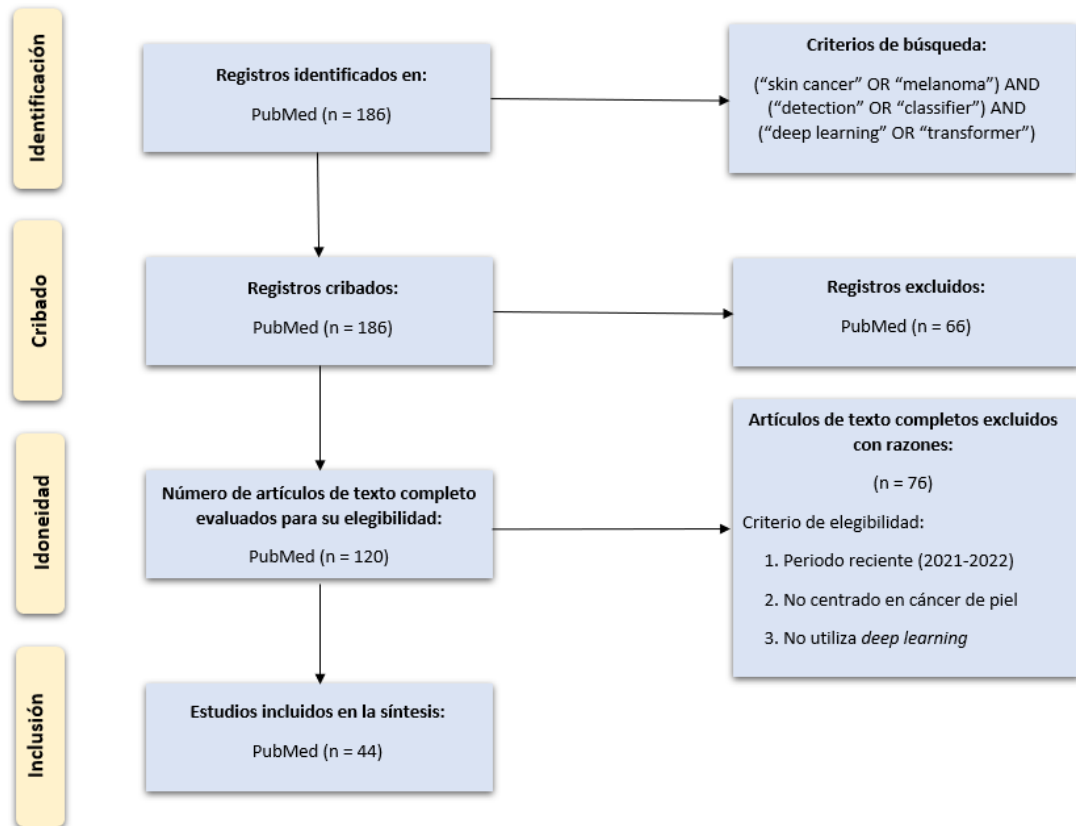 Identificación
Registros identificados en:
PubMed (n = 186)
Criterios de búsqueda:
(“skin cancer” OR “melanoma”) AND
(“detection” OR “classifier”) AND
(“deep learning” OR “transformer”)
Cribado
Registros cribados:
PubMed (n = 186)
Registros excluidos:
PubMed (n = 66)
Idoneidad
Número de artículos de texto completo
evaluados para su elegibilidad:
PubMed (n = 120)
Artículos de texto completos excluidos
con razones:
(n = 76)
Criterio de elegibilidad:
1. Periodo reciente (2021-2022)
2. No centrado en cáncer de piel
3. No utiliza deep learning
Inclusión
Estudios incluidos en la síntesis:
PubMed (n = 44)